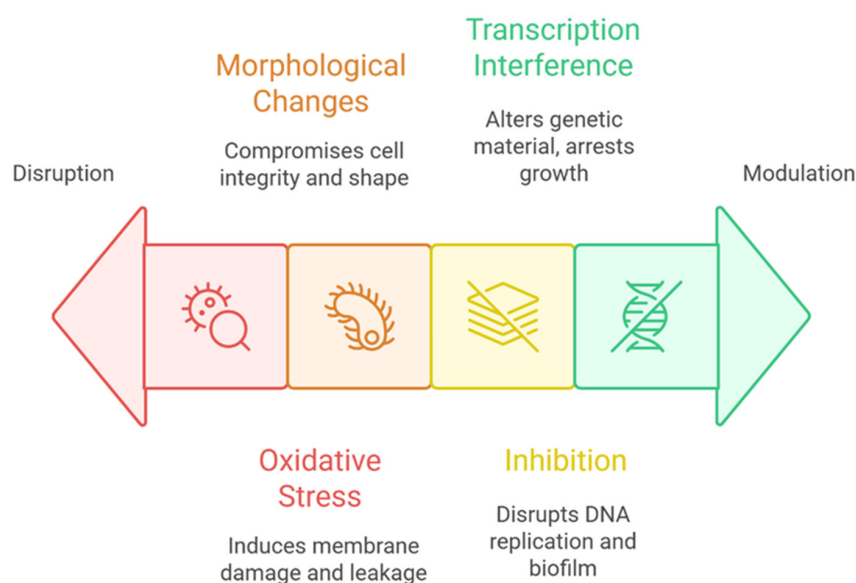 Transcription
Interference
Morphological
Changes
Alters genetic
material, arrests
growth
Compromises cell
integrity and shape
Disruption
Modulation
Oxidative
Stress
Inhibition
Induces membrane
damage and leakage
Disrupts DNA
replication and
biofilm